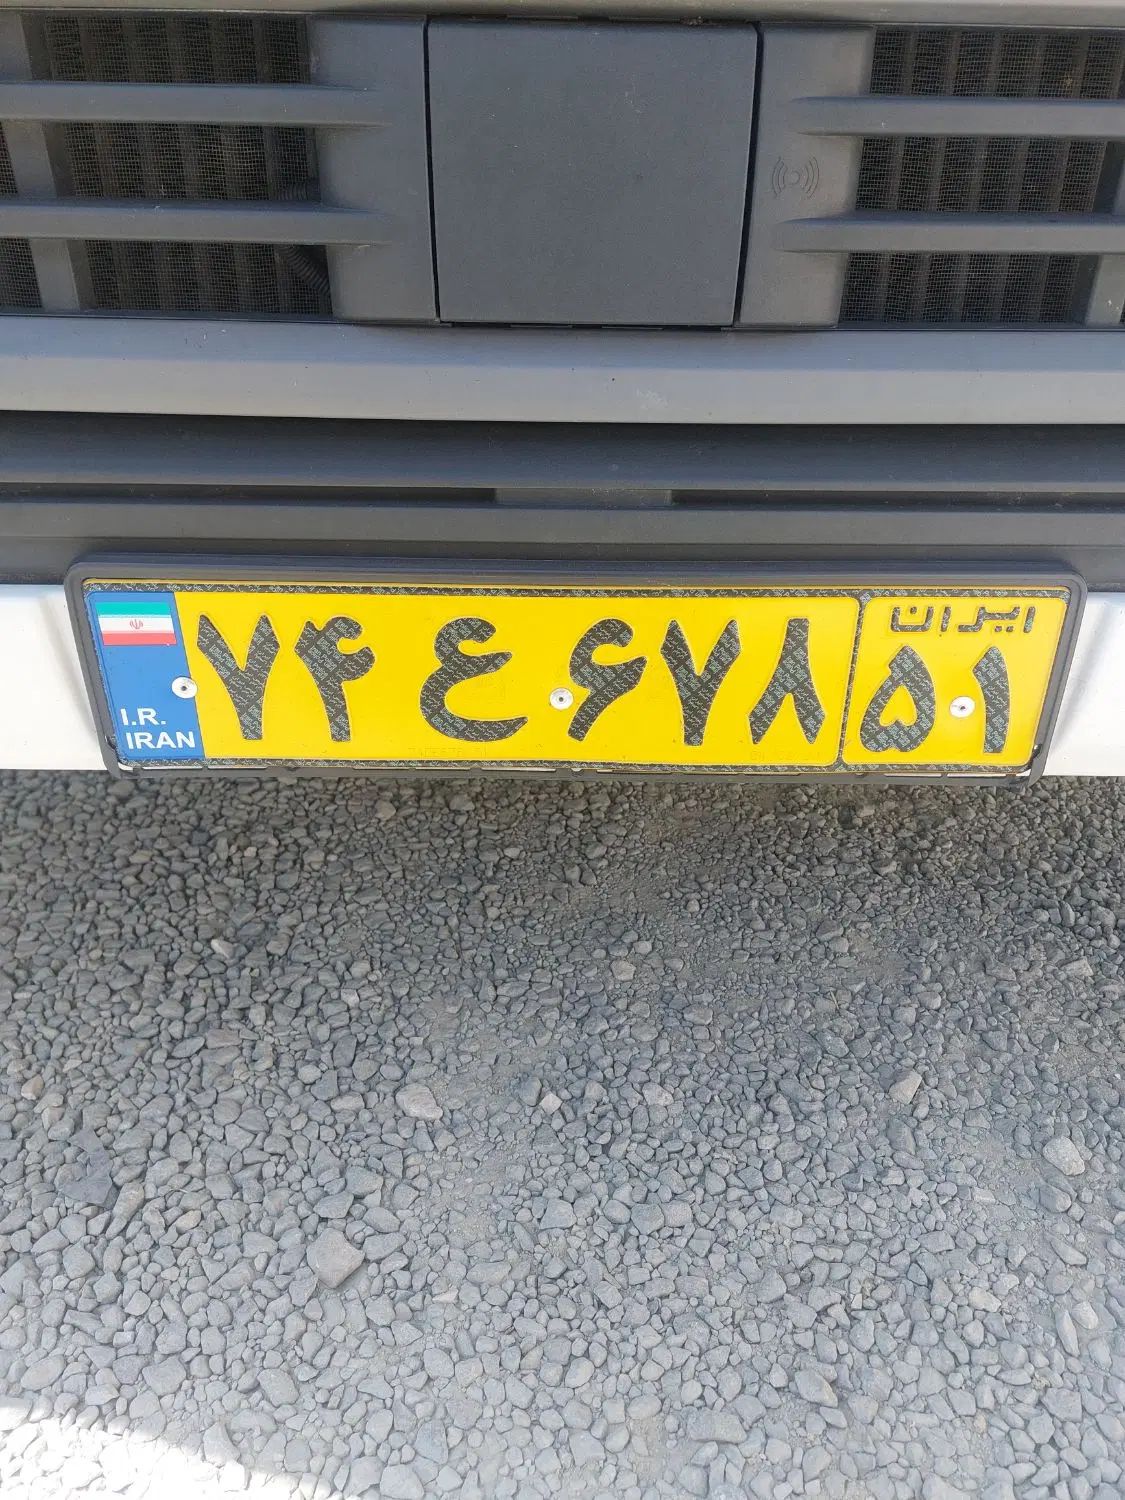 I.R.
IRAN
۷۴ ع ۶۷۸
ایران
۵۱